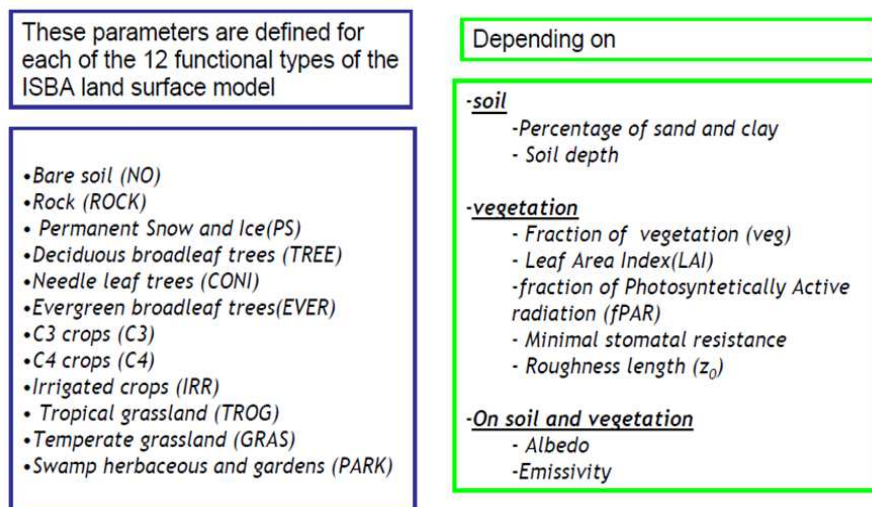 These parameters are defined for
each of the 12 functional types of the
ISBA land surface model
•Bare soil (NO)
•Rock (ROCK)
• Permanent Snow and Ice(PS)
•Deciduous broadleaf trees (TREE)
•Needle leaf trees (CONI)
•Evergreen broadleaf trees(EVER)
•C3 crops (C3)
•C4 crops (C4)
•Irrigated crops (IRR)
• Tropical grassland (TROG)
•Temperate grassland (GRAS)
•Swamp herbaceous and gardens (PARK)
Depending on
-soil
-Percentage of sand and clay
- Soil depth
-vegetation
- Fraction of vegetation (veg)
- Leaf Area Index(LAI)
-fraction of Photosyntetically Active
radiation (fPAR)
- Minimal stomatal resistance
- Roughness length (z0)
-On soil and vegetation
- Albedo
-Emissivity